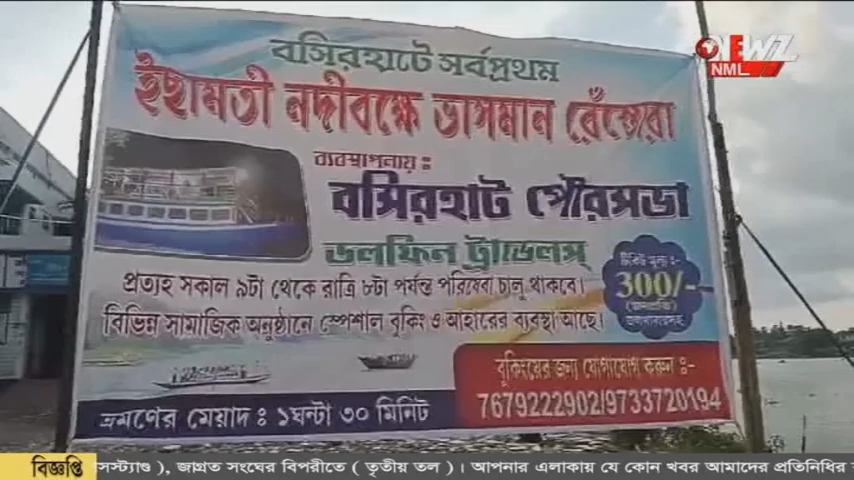 বসিরহাটে সর্বপ্রথম
NEWZ
NML
ইছামতী নদীবক্ষে ভাসমান রেঁস্তোরা
ব্যবস্থাপনায় :
বসিরহাট পৌরসভা
ডলফিন ট্রাভেলস্
টিকিট মূল্য :-
300/-
(জনপ্রতি)
প্রত্যহ সকাল ৯টা থেকে রাত্রি ৮টা পর্যন্ত পরিষেবা চালু থাকবে।
বিভিন্ন সামাজিক অনুষ্ঠানে স্পেশাল বুকিং ও আহারের ব্যবস্থা আছে।
বুকিংয়ের জন্য যোগাযোগ করুন :-
7679222902/9733720194
ভ্রমণের মেয়াদ : ১ঘন্টা ৩০ মিনিট
বিজ্ঞপ্তি সিস্ট্যাণ্ড ), জাগ্রত সংঘের বিপরীতে ( তৃতীয় তল ) । আপনার এলাকায় যে কোন খবর আমাদের প্রতিনিধির